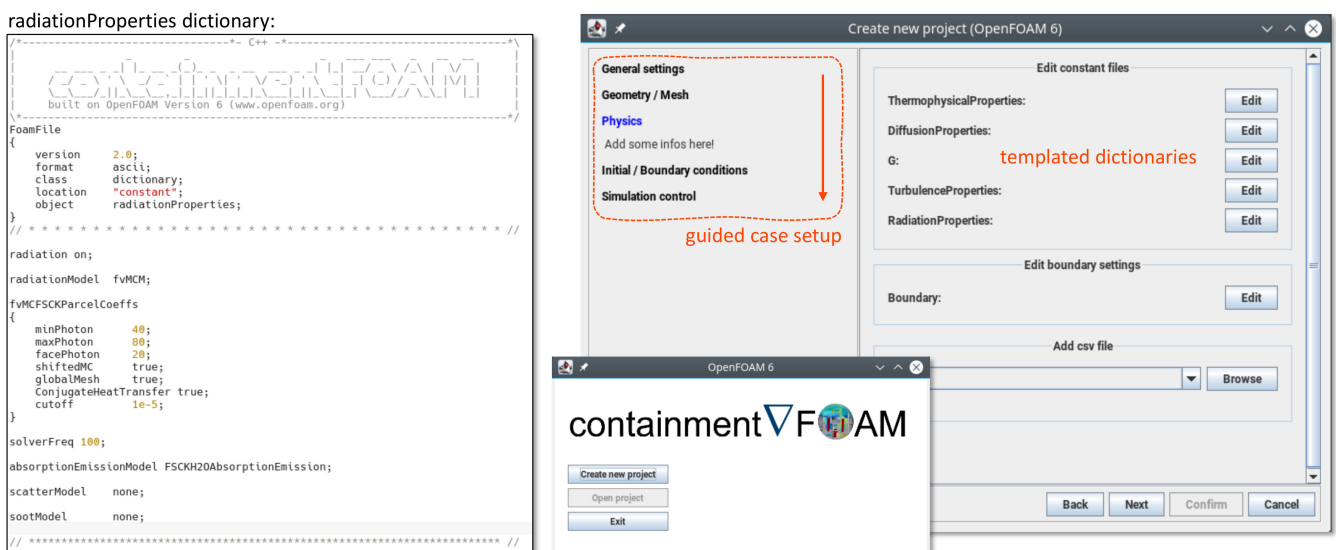 radiationProperties dictionary:
/*--------------------------------*- C++ -*----------------------------------*\
containmentFOAM
built on OpenFOAM Version 6 (www.openfoam.org)
\*---------------------------------------------------------------------------*/
FoamFile
{
version 2.0;
format ascii;
class dictionary;
location "constant";
object radiationProperties;
}
// * * * * * * * * * * * * * * * * * * * * * * * * * * * * * * * * * * * * * //
radiation on;
radiationModel fvMCM;
fvMCFSCKParcelCoeffs
{
minPhoton 40;
maxPhoton 80;
facePhoton 20;
shiftedMC true;
globalMesh true;
ConjugateHeatTransfer true;
cutoff 1e-5;
}
solverFreq 100;
absorptionEmissionModel FSCKH2OAbsorptionEmission;
scatterModel none;
sootModel none;
// ************************************************************************* //
Create new project (OpenFOAM 6)
General settings
Geometry / Mesh
Physics
Add some infos here!
Initial / Boundary conditions
Simulation control
guided case setup
Edit constant files
ThermophysicalProperties: Edit
DiffusionProperties: Edit
G: Edit
templated dictionaries
TurbulenceProperties: Edit
RadiationProperties: Edit
Edit boundary settings
Boundary: Edit
Add csv file
Browse
Back Next Confirm Cancel
OpenFOAM 6
containment∇FOAM
Create new project
Open project
Exit